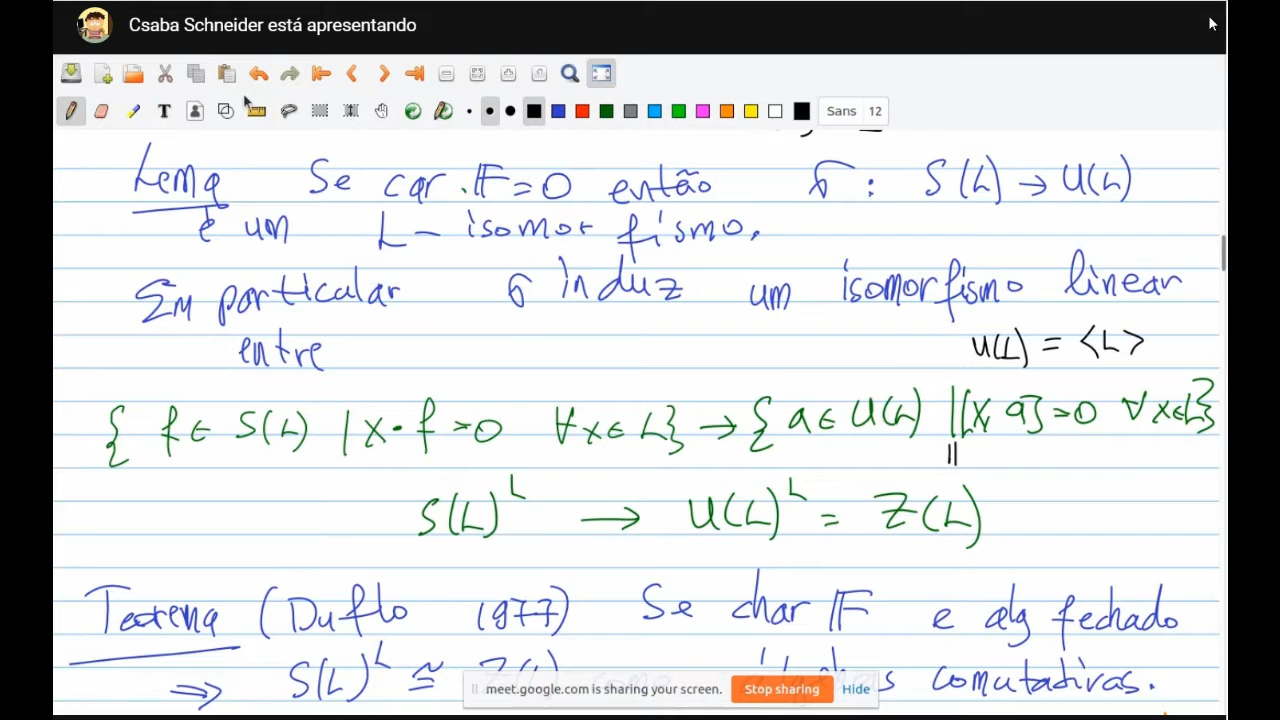 Csaba Schneider está apresentando
Sans 12
Lema Se car. 𝔽=0 então σ: S(L) → U(L)
é um L-isomorfismo.
Em particular σ induz um isomorfismo linear
entre
U(L) = <L>
{ f ∈ S(L) | x·f=0 ∀x∈L} → { a ∈ U(L) | [x,a]=0 ∀x∈L}
||
S(L)^L → U(L)^L = Z(L)
Teorema (Duflo 1977) Se char 𝔽 e alg fechado
⇒ S(L)^L ≅ comutativas.
meet.google.com is sharing your screen. Stop sharing Hide